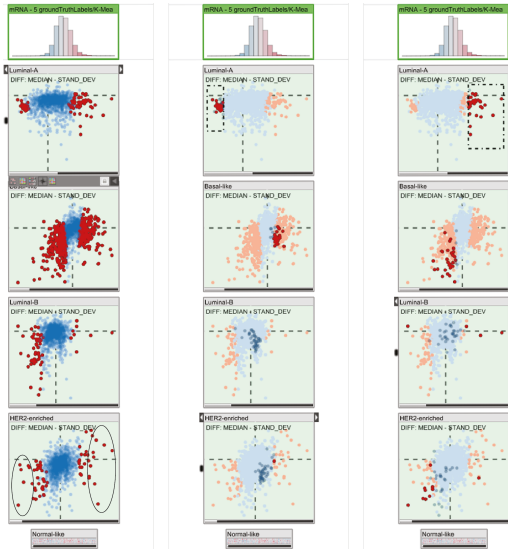 mRNA - 5 groundTruthLabels/K-Mea
Luminal-A
DIFF: MEDIAN - STAND_DEV
Basal-like
DIFF: MEDIAN - STAND_DEV
Luminal-B
DIFF: MEDIAN - STAND_DEV
HER2-enriched
DIFF: MEDIAN - STAND_DEV
Normal-like
mRNA - 5 groundTruthLabels/K-Mea
Luminal-A
DIFF: MEDIAN - STAND_DEV
Basal-like
DIFF: MEDIAN - STAND_DEV
Luminal-B
DIFF: MEDIAN - STAND_DEV
HER2-enriched
DIFF: MEDIAN - STAND_DEV
Normal-like
mRNA - 5 groundTruthLabels/K-Mea
Luminal-A
DIFF: MEDIAN - STAND_DEV
Basal-like
DIFF: MEDIAN - STAND_DEV
Luminal-B
DIFF: MEDIAN - STAND_DEV
HER2-enriched
DIFF: MEDIAN - STAND_DEV
Normal-like